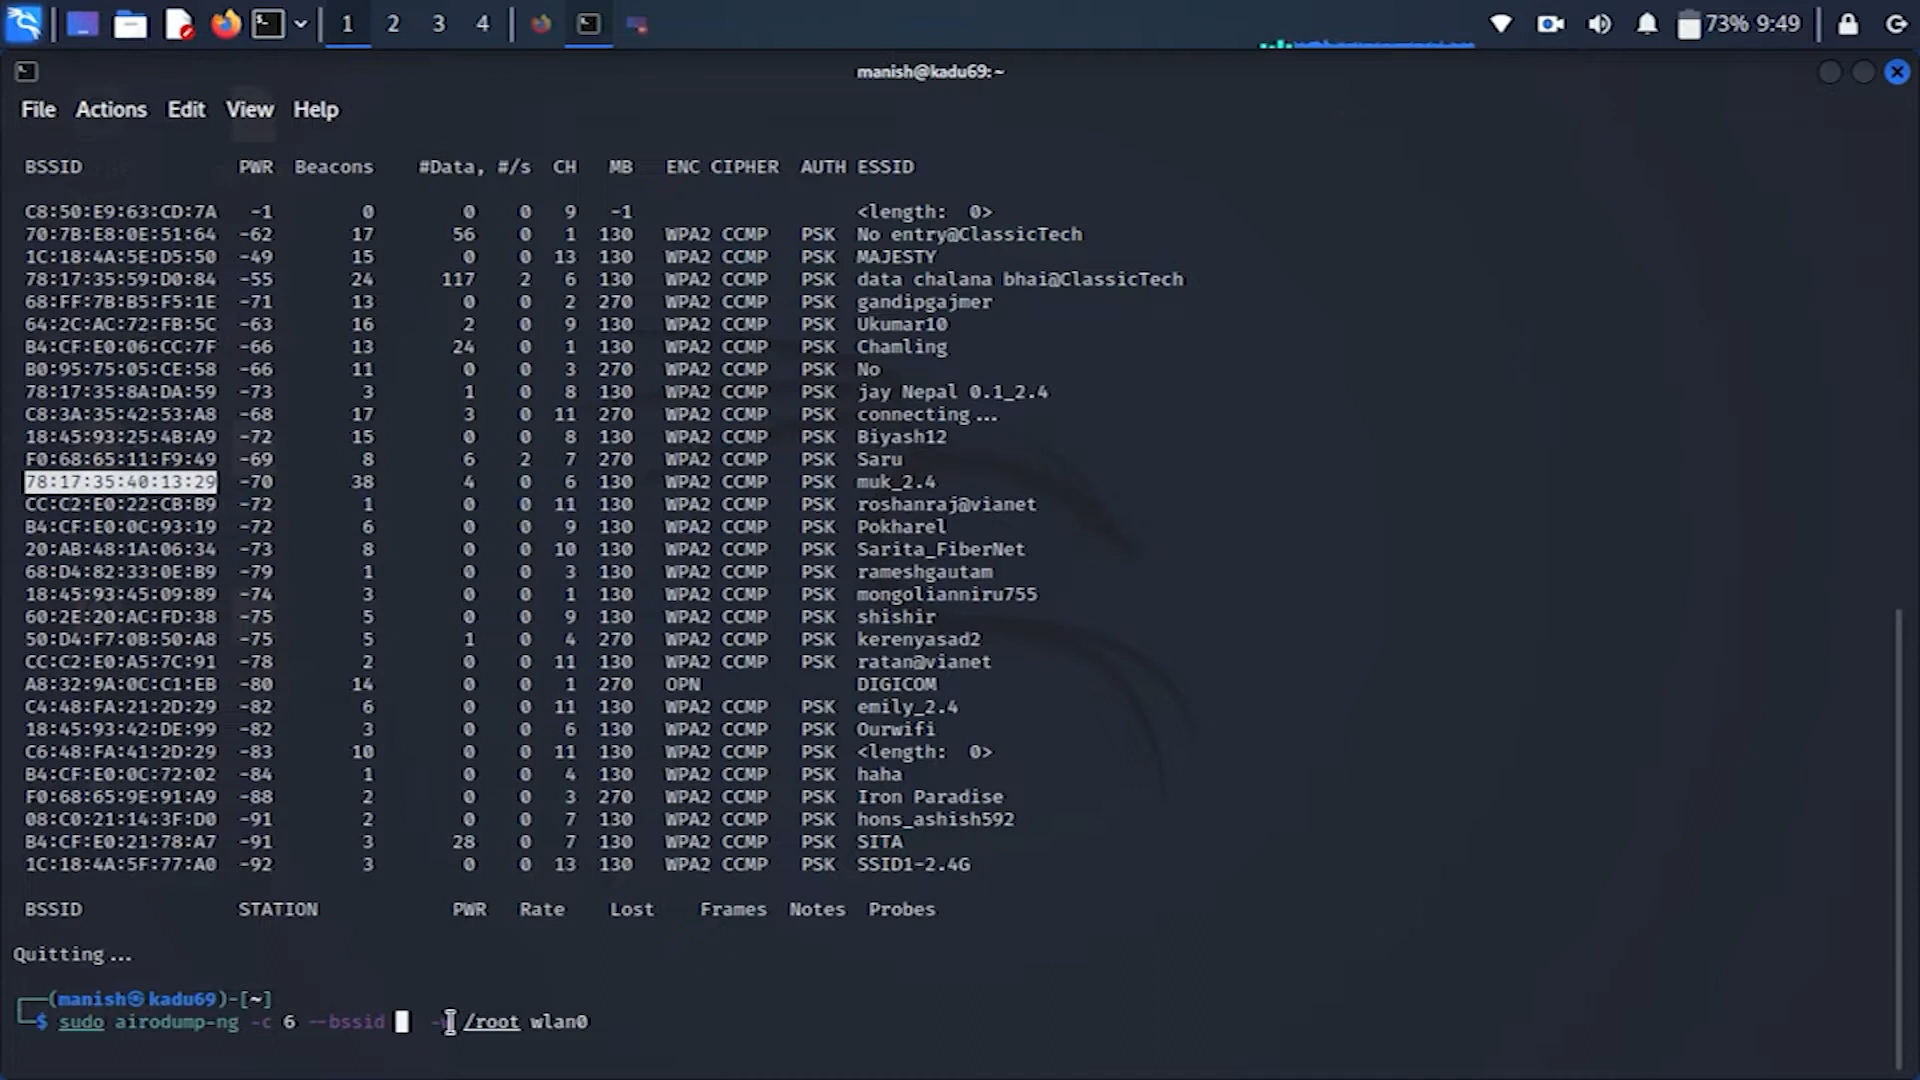 1 2 3 4 73% 9:49
manish@kadu69: ~
File Actions Edit View Help
BSSID PWR Beacons #Data, #/s CH MB ENC CIPHER AUTH ESSID
C8:50:E9:63:CD:7A -1 0 0 0 9 -1 <length: 0>
70:7B:E8:0E:51:64 -62 17 56 0 1 130 WPA2 CCMP PSK No entry@ClassicTech
1C:18:4A:5E:D5:50 -49 15 0 0 13 130 WPA2 CCMP PSK MAJESTY
78:17:35:59:D0:84 -55 24 117 2 6 130 WPA2 CCMP PSK data chalana bhai@ClassicTech
68:FF:7B:B5:F5:1E -71 13 0 0 2 270 WPA2 CCMP PSK gandipgajmer
64:2C:AC:72:FB:5C -63 16 2 0 9 130 WPA2 CCMP PSK Ukumar10
B4:CF:E0:06:CC:7F -66 13 24 0 1 130 WPA2 CCMP PSK Chamling
B0:95:75:05:CE:58 -66 11 0 0 3 270 WPA2 CCMP PSK No
78:17:35:8A:DA:59 -73 3 1 0 8 130 WPA2 CCMP PSK jay Nepal 0.1_2.4
C8:3A:35:42:53:A8 -68 17 3 0 11 270 WPA2 CCMP PSK connecting...
18:45:93:25:4B:A9 -72 15 0 0 8 130 WPA2 CCMP PSK Biyash12
F0:68:65:11:F9:49 -69 8 6 2 7 270 WPA2 CCMP PSK Saru
78:17:35:40:13:29 -70 38 4 0 6 130 WPA2 CCMP PSK muk_2.4
CC:C2:E0:22:CB:B9 -72 1 0 0 11 130 WPA2 CCMP PSK roshanraj@vianet
B4:CF:E0:0C:93:19 -72 6 0 0 9 130 WPA2 CCMP PSK Pokharel
20:AB:48:1A:06:34 -73 8 0 0 10 130 WPA2 CCMP PSK Sarita_FiberNet
68:D4:82:33:0E:B9 -79 1 0 0 3 130 WPA2 CCMP PSK rameshgautam
18:45:93:45:09:89 -74 3 0 0 1 130 WPA2 CCMP PSK mongolianniru755
60:2E:20:AC:FD:38 -75 5 0 0 9 130 WPA2 CCMP PSK shishir
50:D4:F7:0B:50:A8 -75 5 1 0 4 270 WPA2 CCMP PSK kerenyasad2
CC:C2:E0:A5:7C:91 -78 2 0 0 11 130 WPA2 CCMP PSK ratan@vianet
A8:32:9A:0C:C1:EB -80 14 0 0 1 270 OPN DIGICOM
C4:48:FA:21:2D:29 -82 6 0 0 11 130 WPA2 CCMP PSK emily_2.4
18:45:93:42:DE:99 -82 3 0 0 6 130 WPA2 CCMP PSK Ourwifi
C6:48:FA:41:2D:29 -83 10 0 0 11 130 WPA2 CCMP PSK <length: 0>
B4:CF:E0:0C:72:02 -84 1 0 0 4 130 WPA2 CCMP PSK haha
F0:68:65:9E:91:A9 -88 2 0 0 3 270 WPA2 CCMP PSK Iron Paradise
08:C0:21:14:3F:D0 -91 2 0 0 7 130 WPA2 CCMP PSK hons_ashish592
B4:CF:E0:21:78:A7 -91 3 28 0 7 130 WPA2 CCMP PSK SITA
1C:18:4A:5F:77:A0 -92 3 0 0 13 130 WPA2 CCMP PSK SSID1-2.4G
BSSID STATION PWR Rate Lost Frames Notes Probes
Quitting...
(manish㉿kadu69)-[~]
$ sudo airodump-ng -c 6 --bssid -w /root wlan0